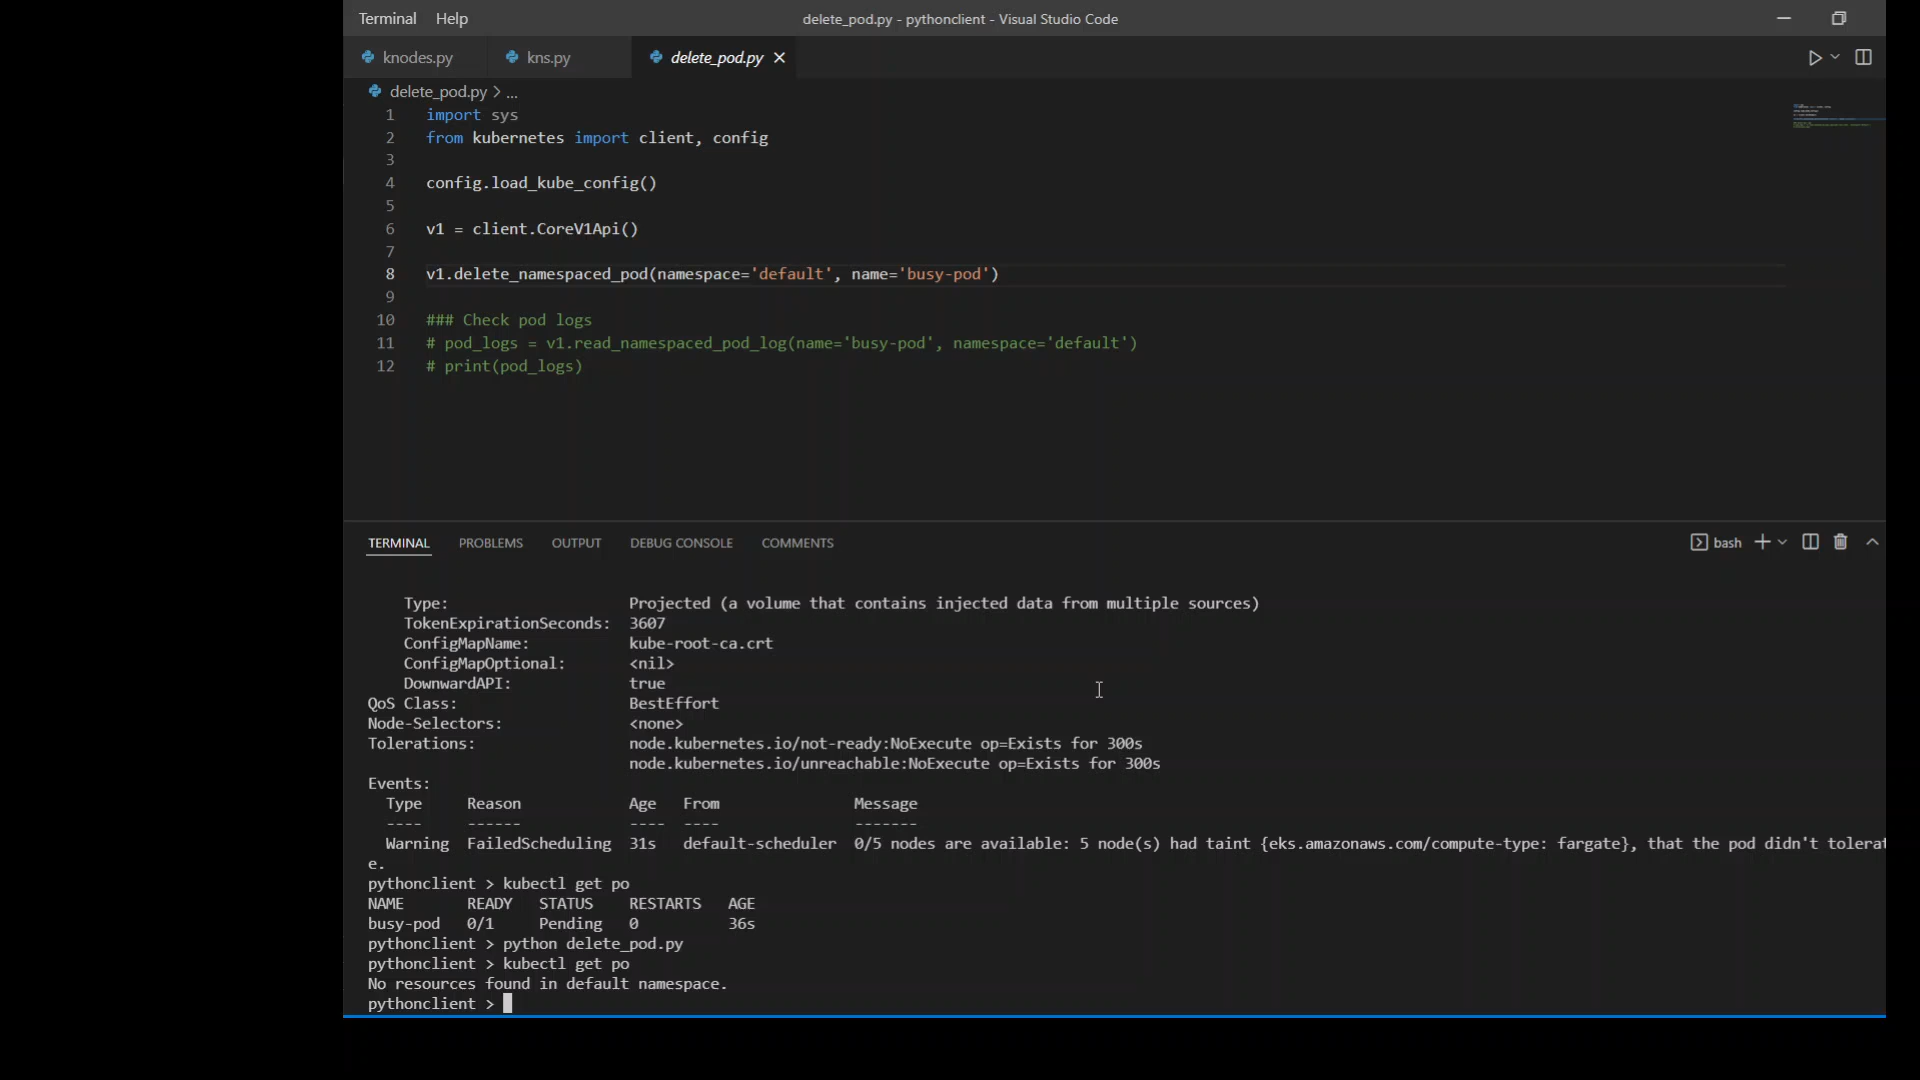 Terminal Help delete_pod.py - pythonclient - Visual Studio Code
knodes.py kns.py delete_pod.py
delete_pod.py > ...
1 import sys
2 from kubernetes import client, config
3
4 config.load_kube_config()
5
6 v1 = client.CoreV1Api()
7
8 v1.delete_namespaced_pod(namespace='default', name='busy-pod')
9
10 ### Check pod logs
11 # pod_logs = v1.read_namespaced_pod_log(name='busy-pod', namespace='default')
12 # print(pod_logs)
TERMINAL PROBLEMS OUTPUT DEBUG CONSOLE COMMENTS bash
Type: Projected (a volume that contains injected data from multiple sources)
TokenExpirationSeconds: 3607
ConfigMapName: kube-root-ca.crt
ConfigMapOptional: <nil>
DownwardAPI: true
QoS Class: BestEffort
Node-Selectors: <none>
Tolerations: node.kubernetes.io/not-ready:NoExecute op=Exists for 300s
node.kubernetes.io/unreachable:NoExecute op=Exists for 300s
Events:
Type Reason Age From Message
---- ------ ---- ---- -------
Warning FailedScheduling 31s default-scheduler 0/5 nodes are available: 5 node(s) had taint {eks.amazonaws.com/compute-type: fargate}, that the pod didn't tolerat
e.
pythonclient > kubectl get po
NAME READY STATUS RESTARTS AGE
busy-pod 0/1 Pending 0 36s
pythonclient > python delete_pod.py
pythonclient > kubectl get po
No resources found in default namespace.
pythonclient >